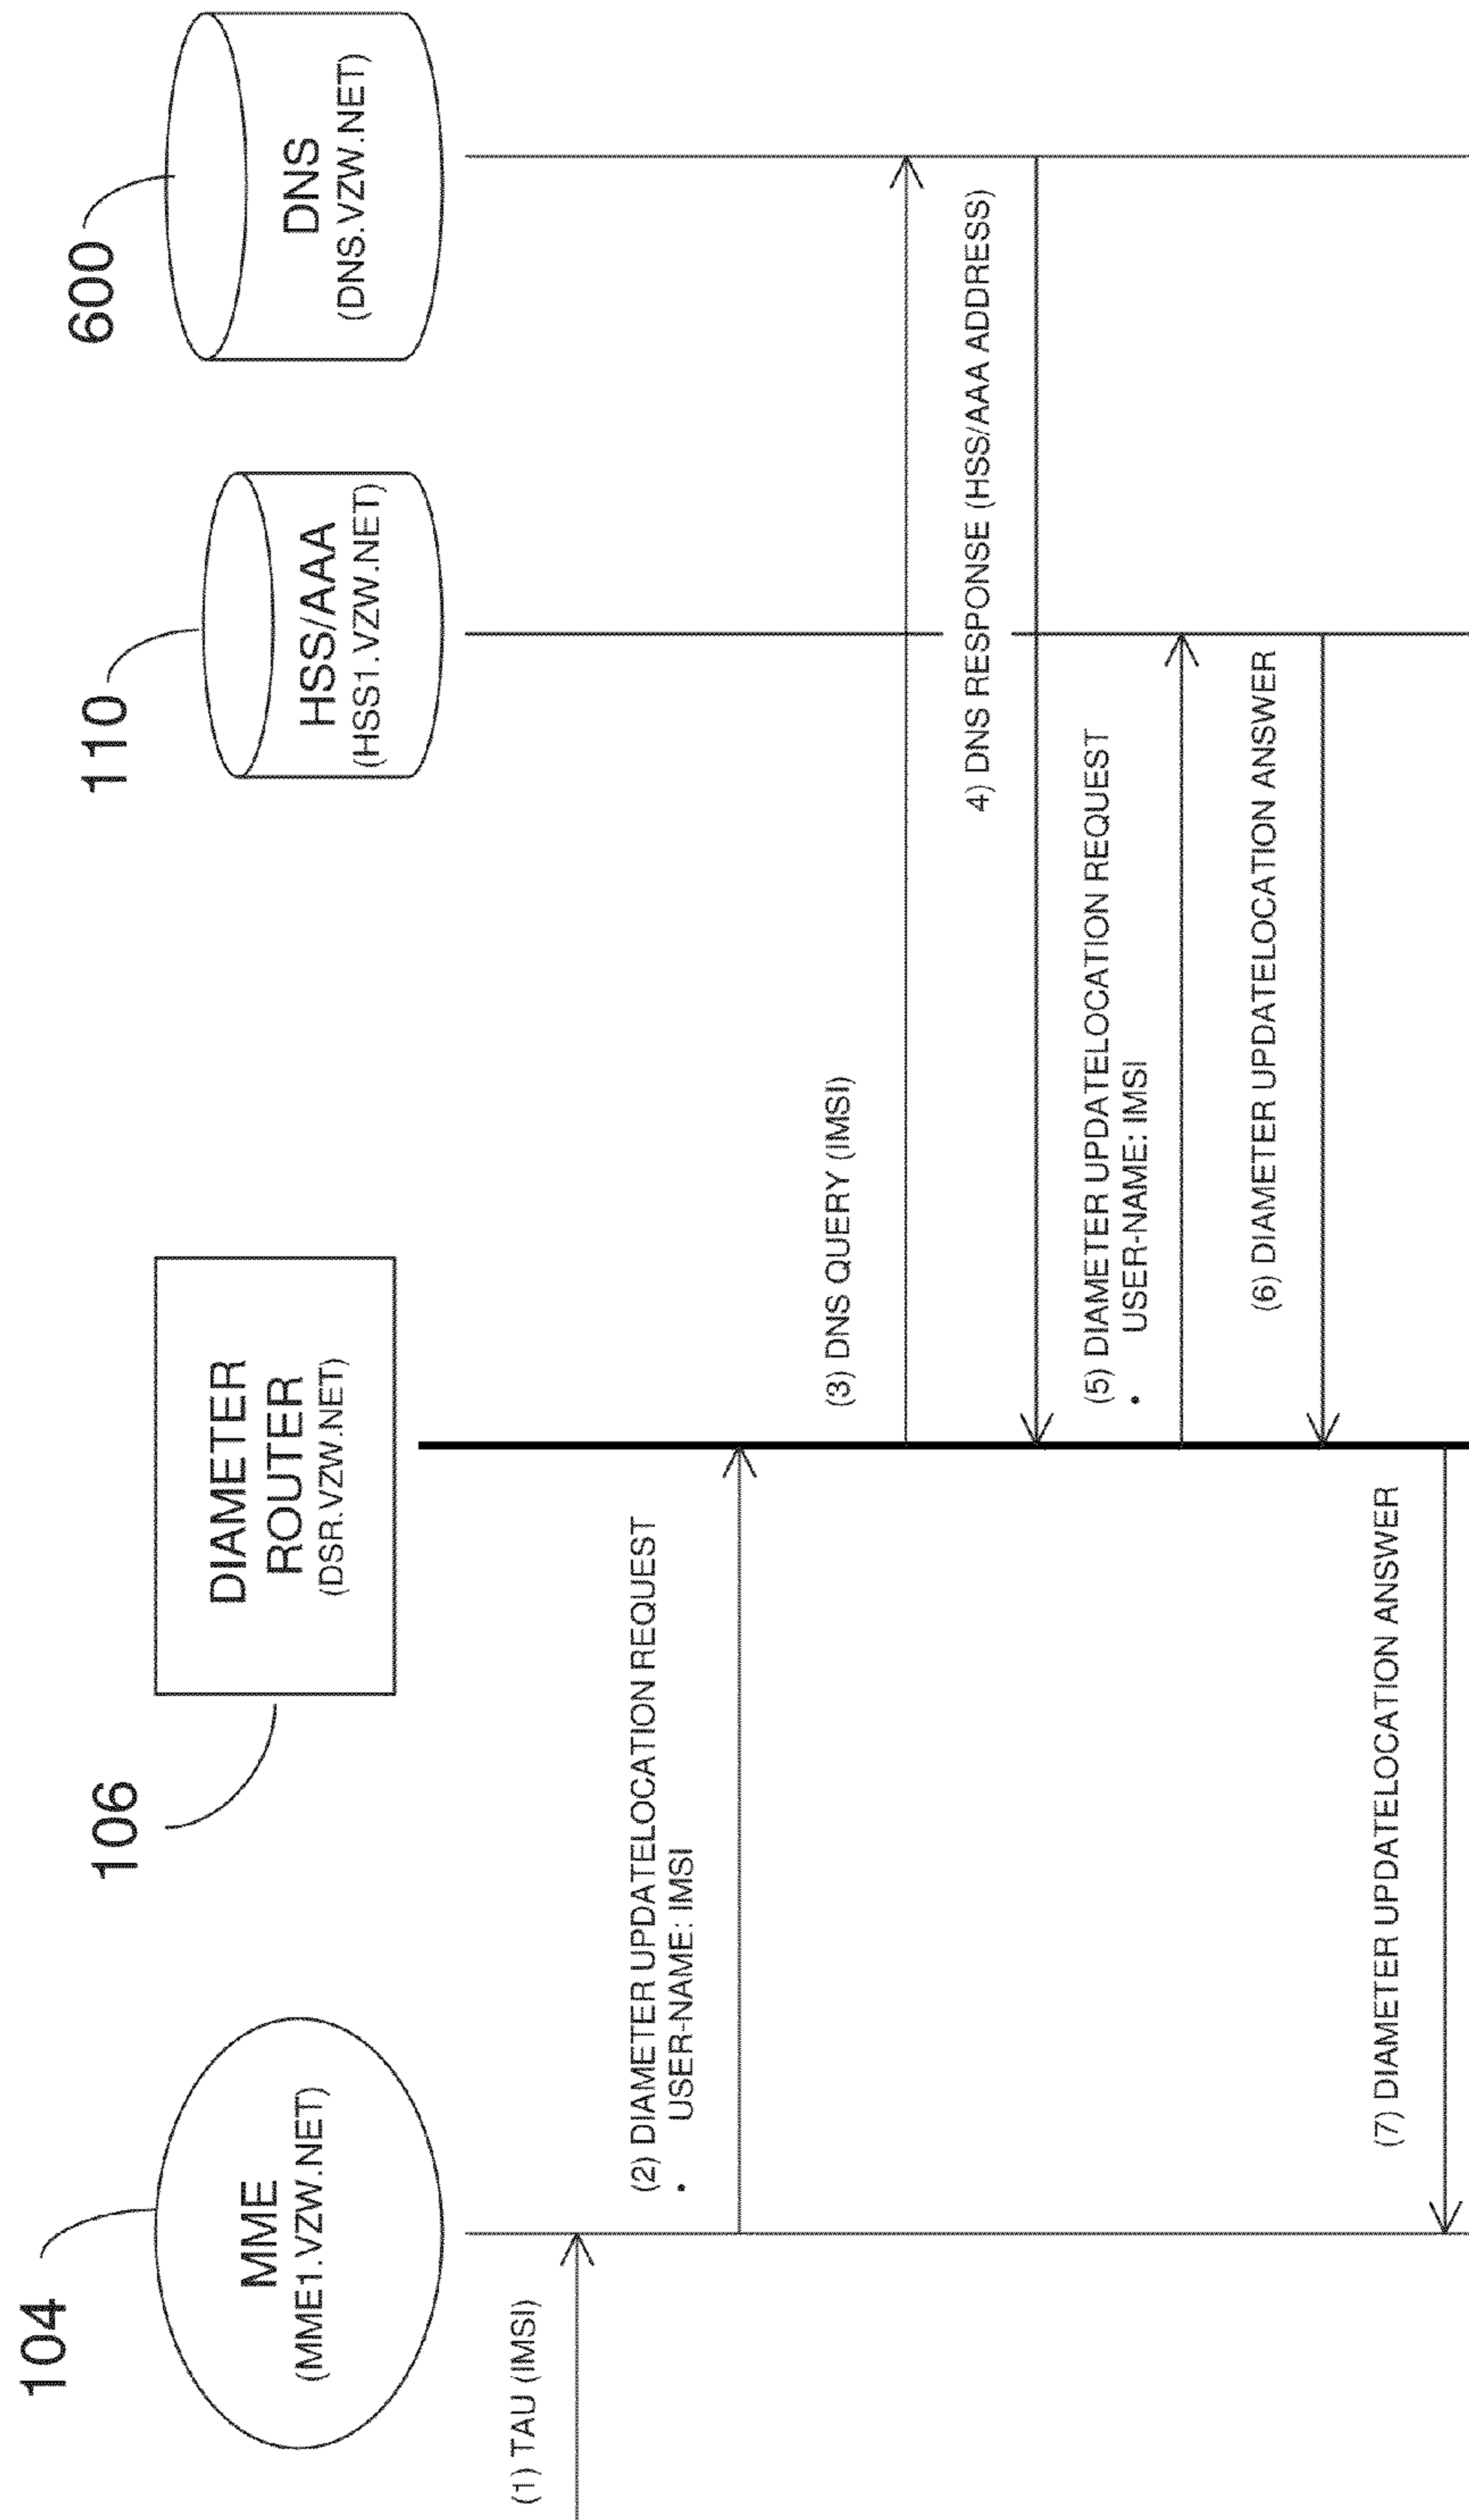 104
MME
(MME1.VZW.NET)
106
DIAMETER
ROUTER
(DSR.VZW.NET)
110
HSS/AAA
(HSS1.VZW.NET)
600
DNS
(DNS.VZW.NET)
(1) TAU (IMSI)
(2) DIAMETER UPDATELOCATION REQUEST
• USER-NAME: IMSI
(3) DNS QUERY (IMSI)
4) DNS RESPONSE (HSS/AAA ADDRESS)
(5) DIAMETER UPDATELOCATION REQUEST
• USER-NAME: IMSI
(6) DIAMETER UPDATELOCATION ANSWER
(7) DIAMETER UPDATELOCATION ANSWER